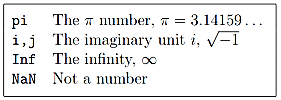 pi The π number, π = 3.14159...
i,j The imaginary unit i, √−1
Inf The infinity, ∞
NaN Not a number